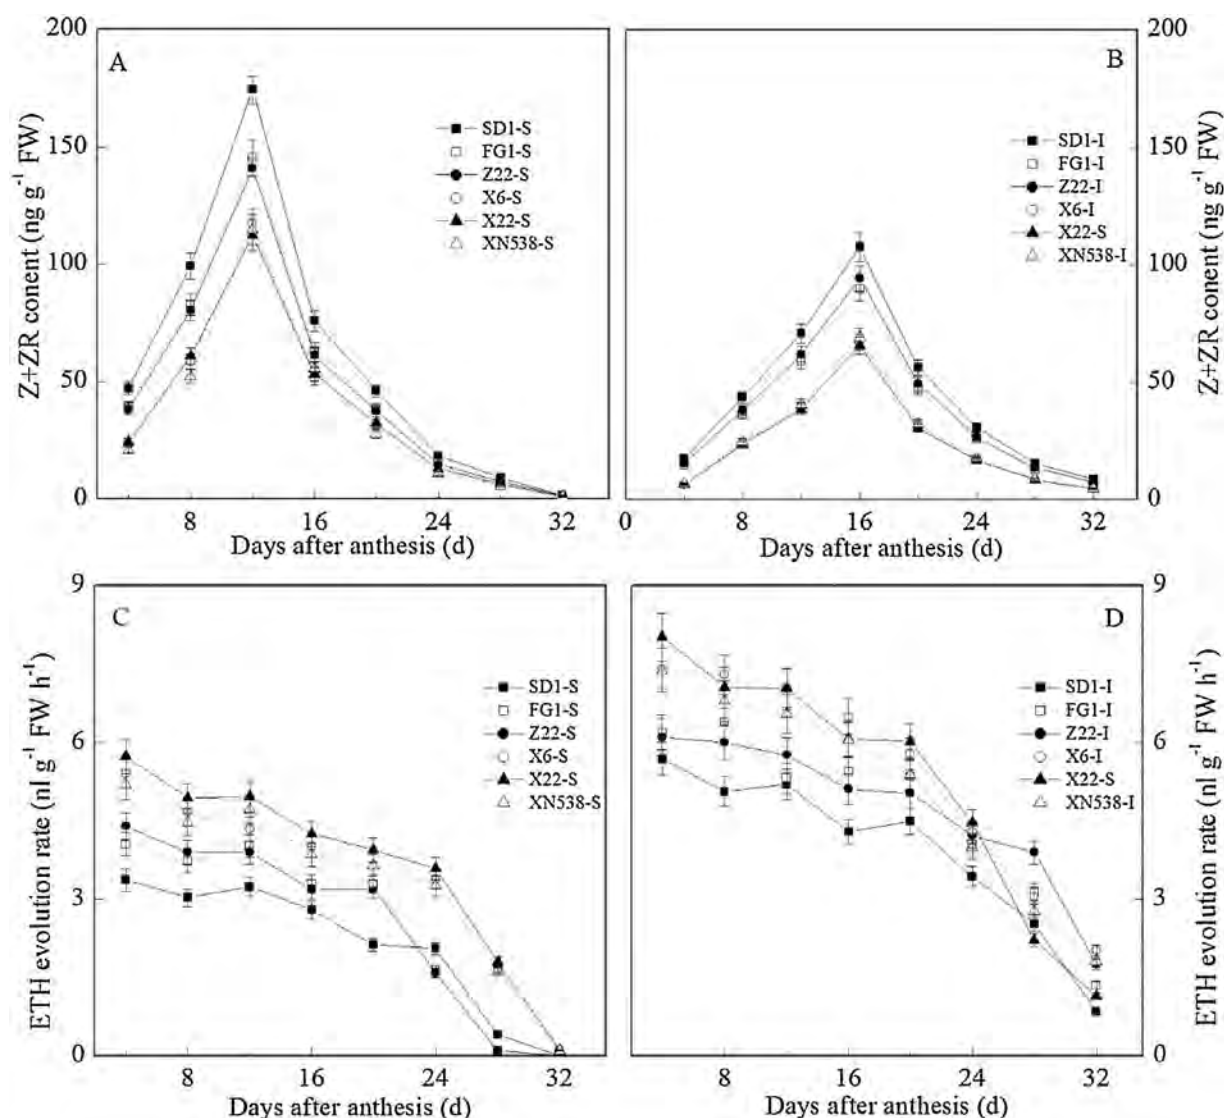 A
Z+ZR conent (ng g⁻¹ FW)
200
150
100
50
0
SD1-S
FG1-S
Z22-S
X6-S
X22-S
XN538-S
8
16
24
32
Days after anthesis (d)
B
SD1-I
FG1-I
Z22-I
X6-I
X22-S
XN538-I
200
150
100
50
0
Z+ZR conent (ng g⁻¹ FW)
0
8
16
24
32
Days after anthesis (d)
C
ETH evolution rate (nl g⁻¹ FW h⁻¹)
9
6
3
0
SD1-S
FG1-S
Z22-S
X6-S
X22-S
XN538-S
8
16
24
32
Days after anthesis (d)
D
SD1-I
FG1-I
Z22-I
X6-I
X22-S
XN538-I
9
6
3
0
ETH evolution rate (nl g⁻¹ FW h⁻¹)
8
16
24
32
Days after anthesis (d)